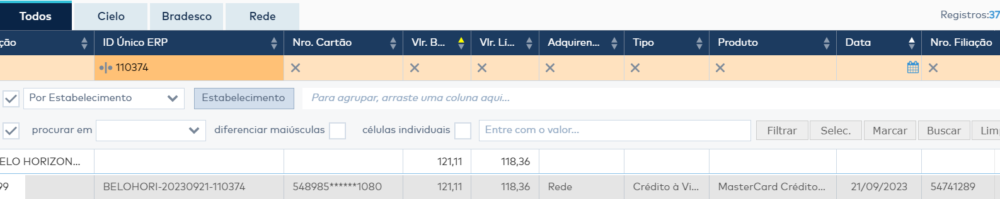 Todos Cielo Bradesco Rede Registros:37
ção ID Único ERP Nro. Cartão Vlr. B... Vlr. Lí... Adquiren... Tipo Produto Data Nro. Filiação
110374
Por Estabelecimento Estabelecimento Para agrupar, arraste uma coluna aqui...
procurar em diferenciar maiúsculas células individuais Entre com o valor... Filtrar Selec. Marcar Buscar Lim
ELO HORIZON... 121,11 118,36
99 BELOHORI-20230921-110374 548985******1080 121,11 118,36 Rede Crédito à Vi... MasterCard Crédito... 21/09/2023 54741289